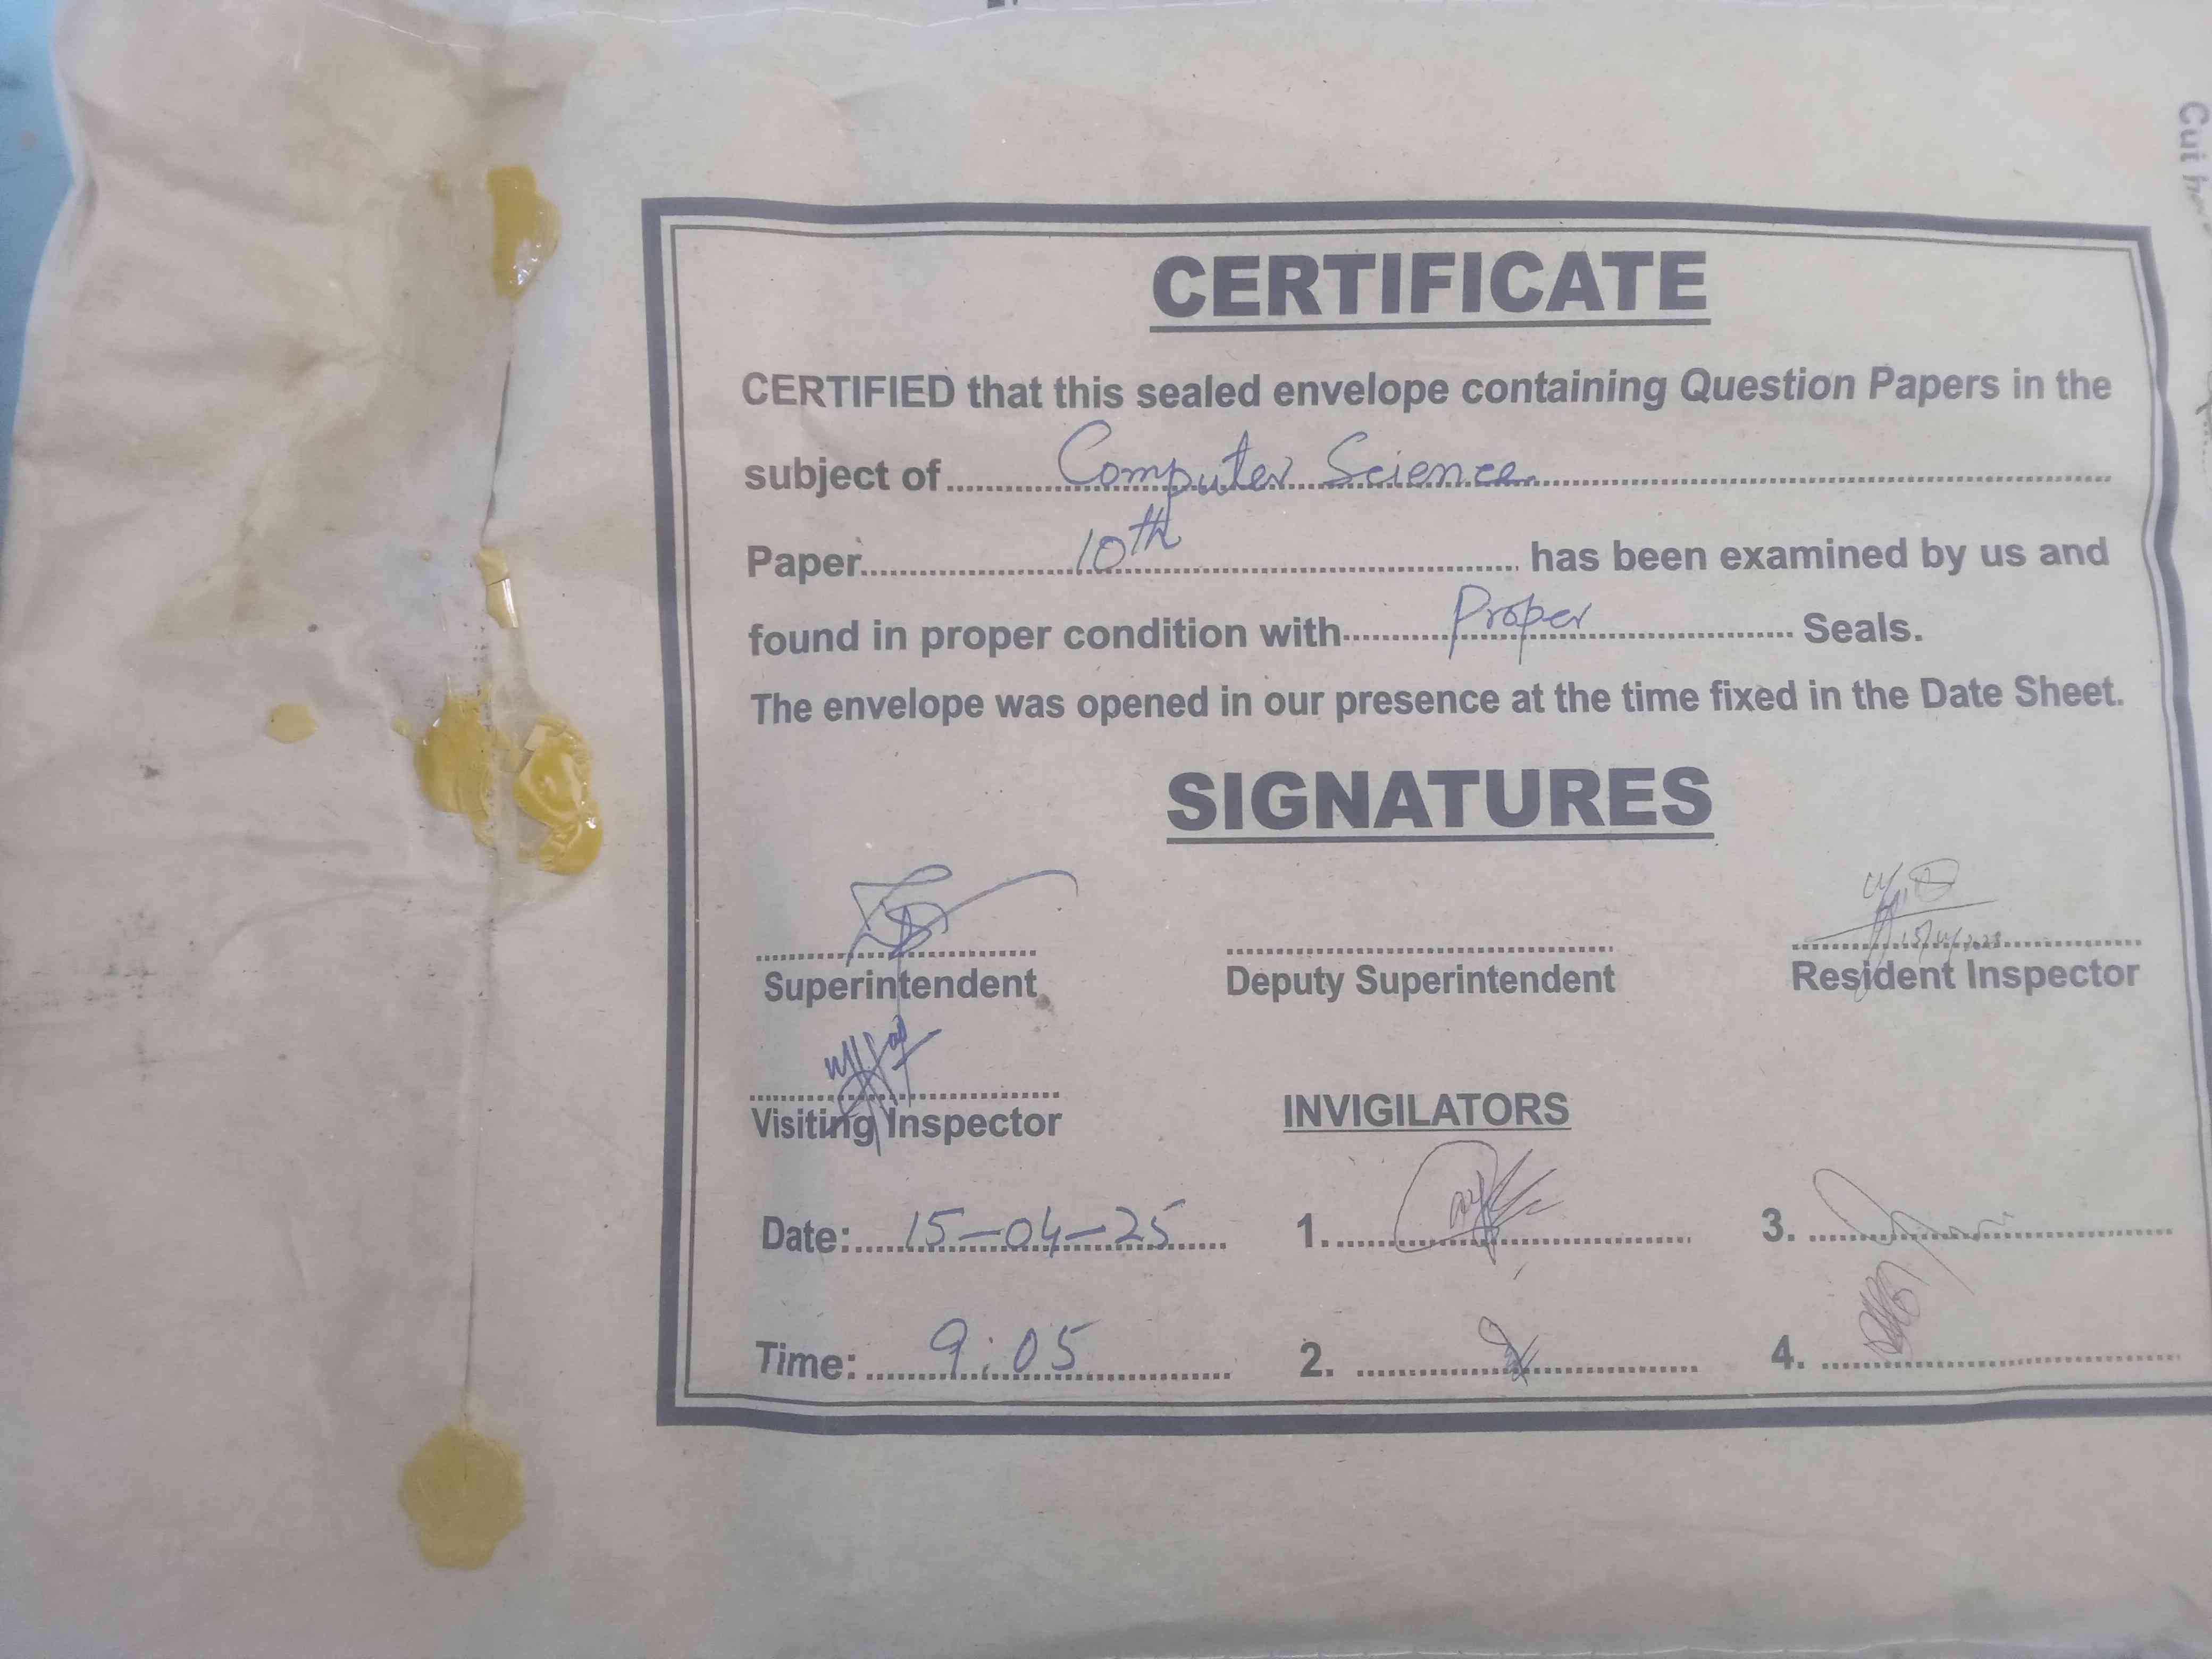 Cut
CERTIFICATE
CERTIFIED that this sealed envelope containing Question Papers in the
subject of Computer Science
Paper 10th has been examined by us and
found in proper condition with Proper Seals.
The envelope was opened in our presence at the time fixed in the Date Sheet.
SIGNATURES
Superintendent Deputy Superintendent Resident Inspector
Visiting Inspector INVIGILATORS
Date: 15-04-25 1. 3.
Time: 9:05 2. 4.